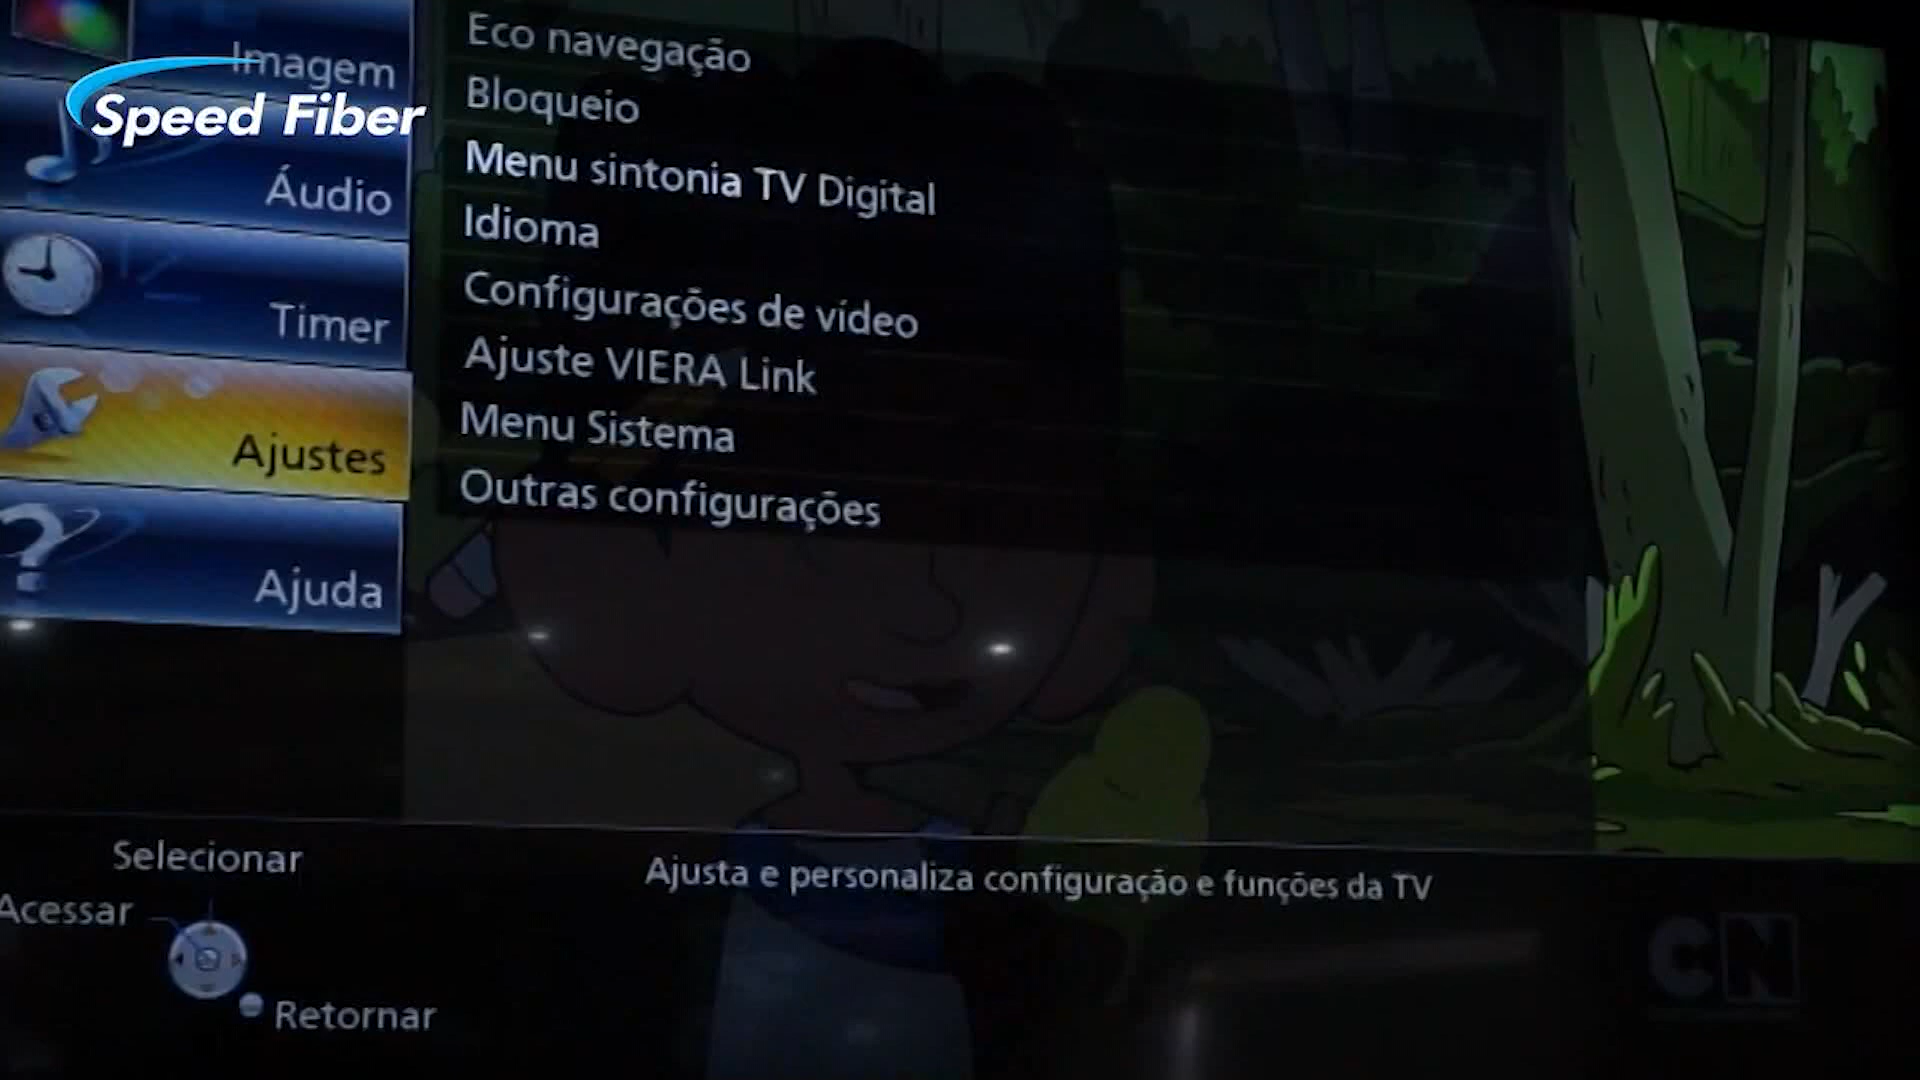 Imagem
Speed Fiber
Áudio
Timer
Ajustes
Ajuda
Eco navegação
Bloqueio
Menu sintonia TV Digital
Idioma
Configurações de vídeo
Ajuste VIERA Link
Menu Sistema
Outras configurações
Selecionar
Acessar
Retornar
Ajusta e personaliza configuração e funções da TV
CN